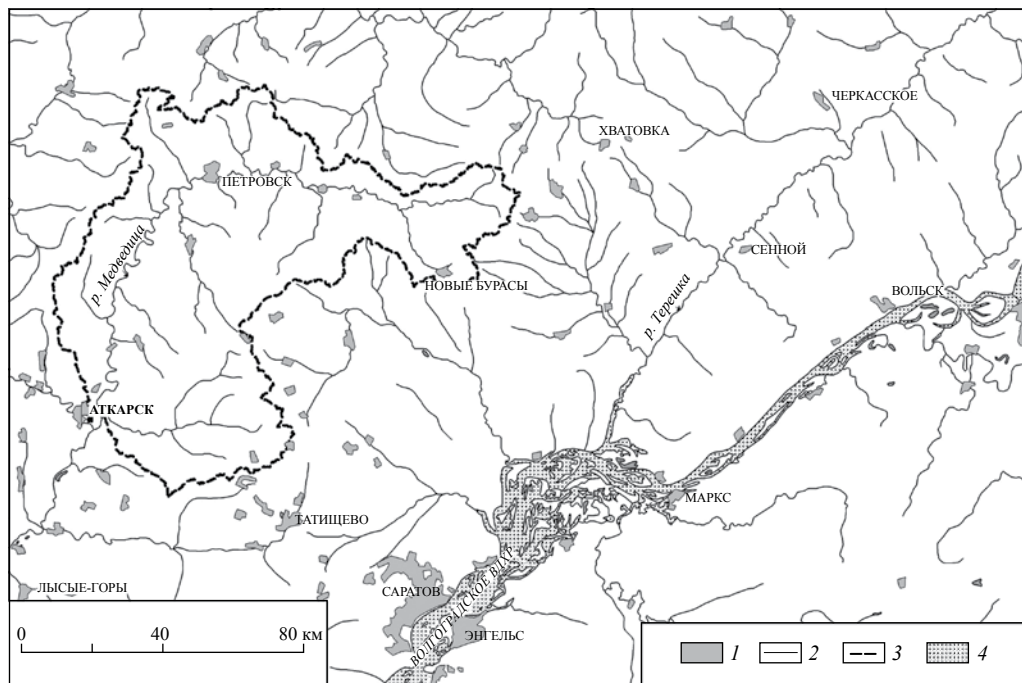 ЧЕРКАССКОЕ
ХВАТОВКА
ПЕТРОВСК
р. Медведица
СЕННОЙ
НОВЫЕ БУРАСЫ
ВОЛЬСК
р. Терешка
АТКАРСК
МАРКС
ТАТИЩЕВО
ВОЛГОГРАДСКОЕ ВДХР
ЛЫСЫЕ-ГОРЫ
САРАТОВ
ЭНГЕЛЬС
0 40 80 км
1 2 3 4